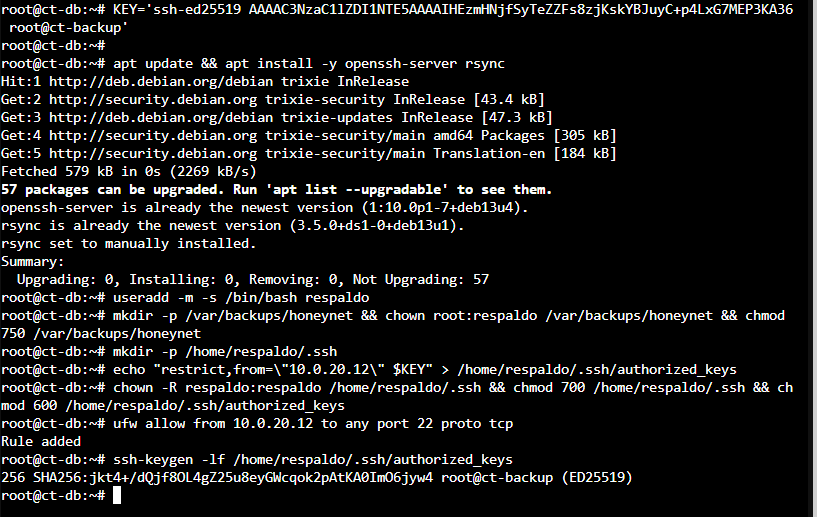 root@ct-db:~# KEY='ssh-ed25519 AAAAC3NzaC1lZDI1NTE5AAAAIHEzmHNjfSyTeZZFs8zjKskYBJuyC+p4LxG7MEP3KA36
 root@ct-backup'
root@ct-db:~#
root@ct-db:~# apt update && apt install -y openssh-server rsync
Hit:1 http://deb.debian.org/debian trixie InRelease
Get:2 http://security.debian.org trixie-security InRelease [43.4 kB]
Get:3 http://deb.debian.org/debian trixie-updates InRelease [47.3 kB]
Get:4 http://security.debian.org trixie-security/main amd64 Packages [305 kB]
Get:5 http://security.debian.org trixie-security/main Translation-en [184 kB]
Fetched 579 kB in 0s (2269 kB/s)
57 packages can be upgraded. Run 'apt list --upgradable' to see them.
openssh-server is already the newest version (1:10.0p1-7+deb13u4).
rsync is already the newest version (3.5.0+ds1-0+deb13u1).
rsync set to manually installed.
Summary:
  Upgrading: 0, Installing: 0, Removing: 0, Not Upgrading: 57
root@ct-db:~# useradd -m -s /bin/bash respaldo
root@ct-db:~# mkdir -p /var/backups/honeynet && chown root:respaldo /var/backups/honeynet && chmod
750 /var/backups/honeynet
root@ct-db:~# mkdir -p /home/respaldo/.ssh
root@ct-db:~# echo "restrict,from=\"10.0.20.12\" $KEY" > /home/respaldo/.ssh/authorized_keys
root@ct-db:~# chown -R respaldo:respaldo /home/respaldo/.ssh && chmod 700 /home/respaldo/.ssh && ch
mod 600 /home/respaldo/.ssh/authorized_keys
root@ct-db:~# ufw allow from 10.0.20.12 to any port 22 proto tcp
Rule added
root@ct-db:~# ssh-keygen -lf /home/respaldo/.ssh/authorized_keys
256 SHA256:jkt4+/dQjf8OL4gZ25u8eyGWcqok2pAtKA0ImO6jyw4 root@ct-backup (ED25519)
root@ct-db:~#